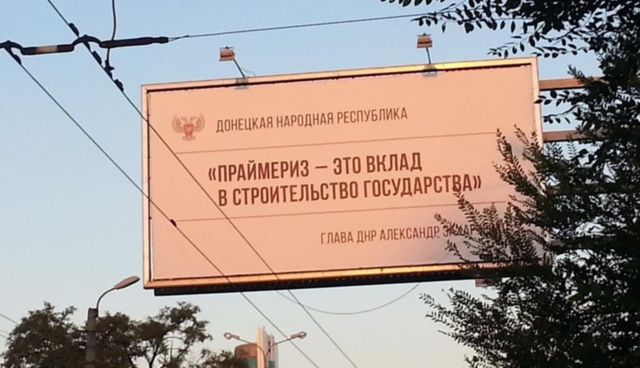 ДОНЕЦКАЯ НАРОДНАЯ РЕСПУБЛИКА
«ПРАЙМЕРИЗ – ЭТО ВКЛАД
В СТРОИТЕЛЬСТВО ГОСУДАРСТВА»
ГЛАВА ДНР АЛЕКСАНДР